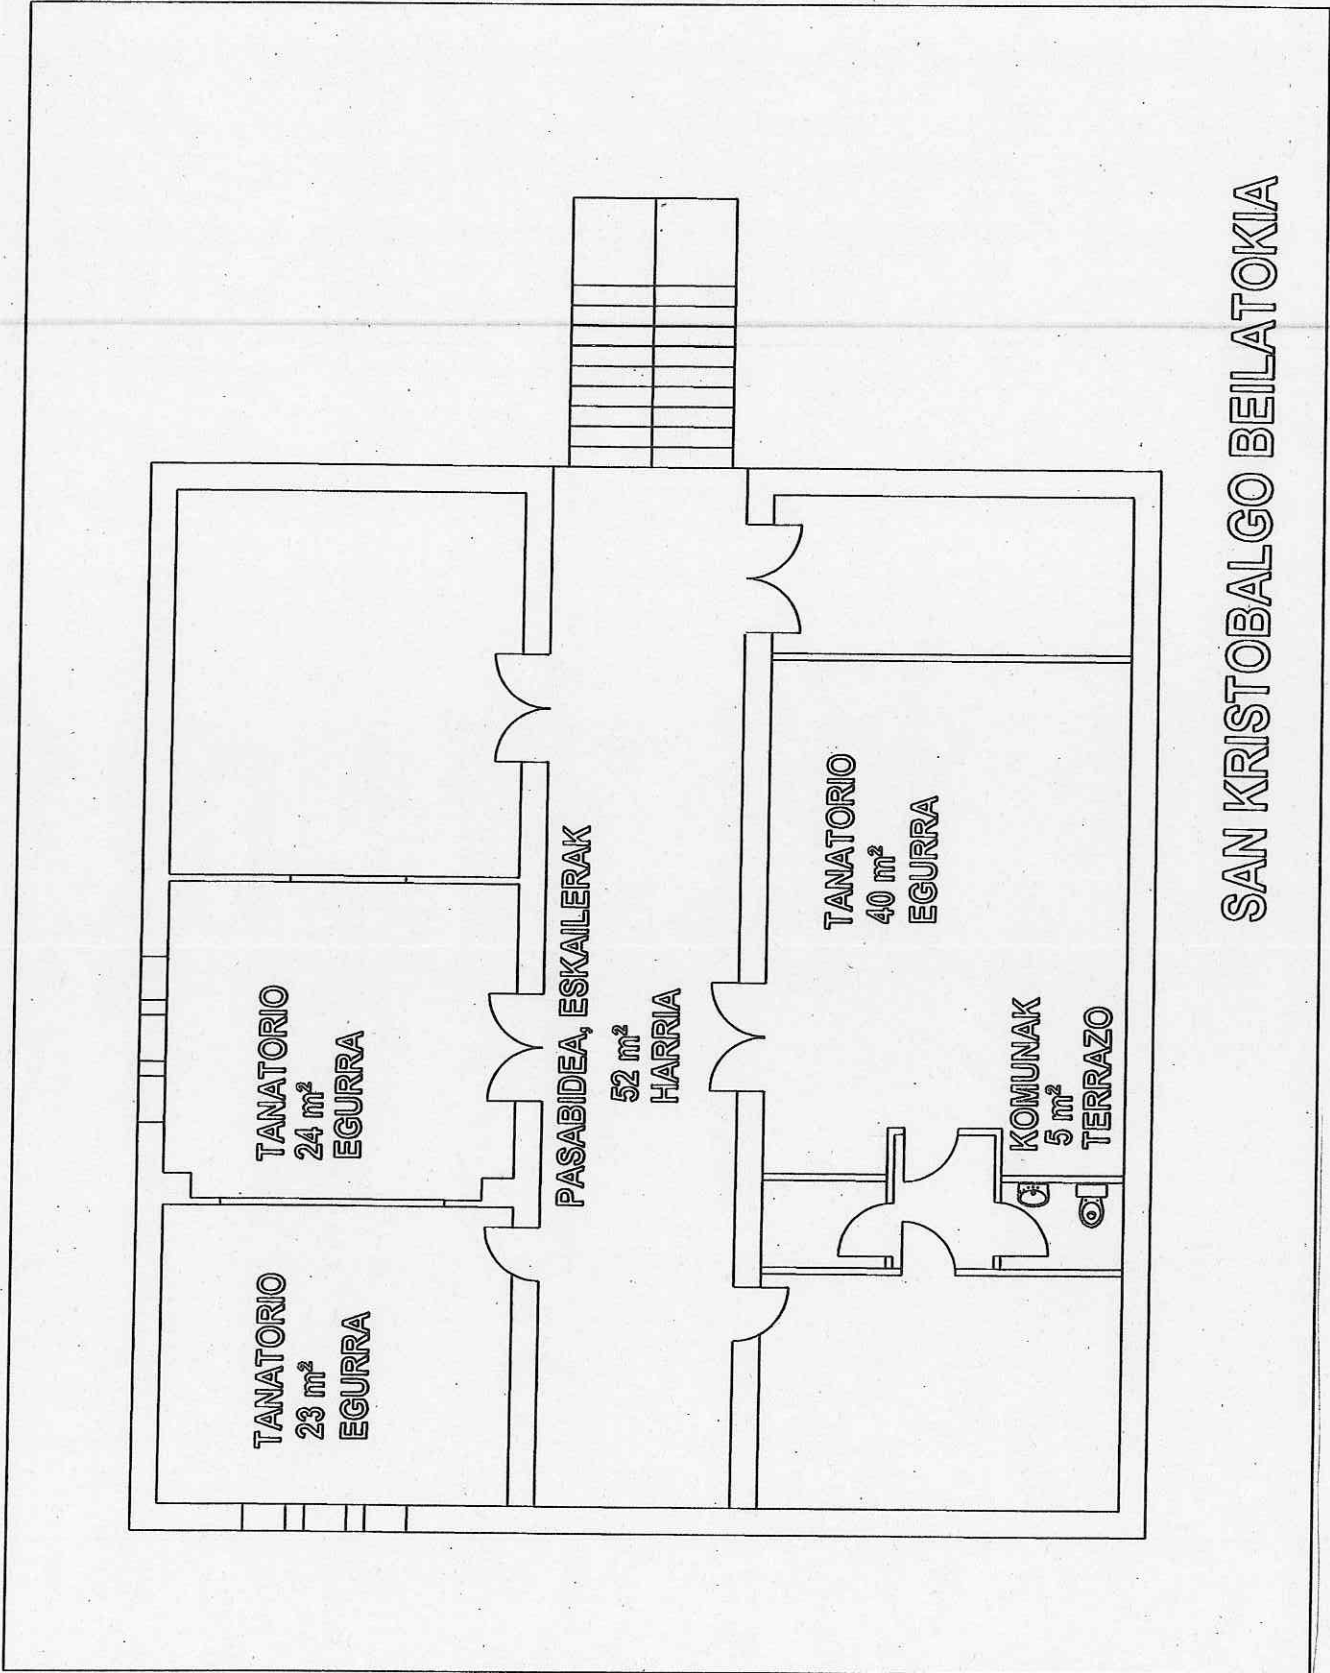 TANATORIO
23 m²
EGURRA
TANATORIO
24 m²
EGURRA
PASABIDEA, ESKAILERAK
52 m²
HARRIA
TANATORIO
40 m²
EGURRA
KOMUNAK
5 m²
TERRAZO
SAN KRISTOBALGO BEILATOKIA